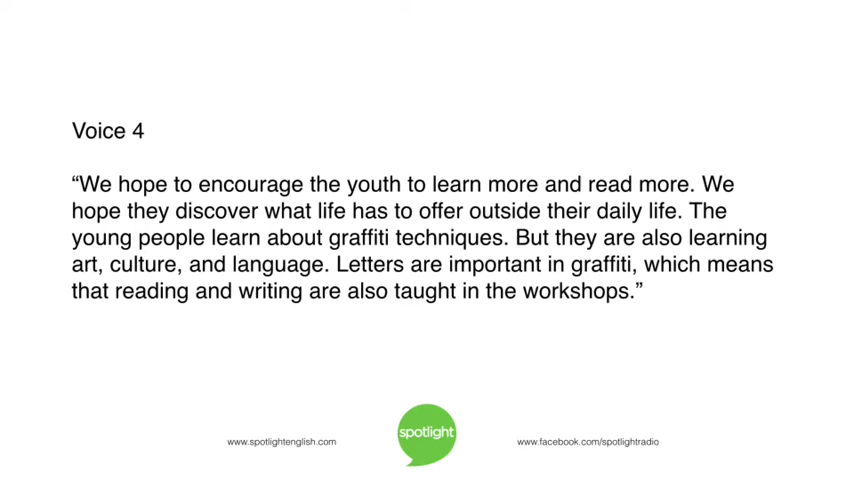 Voice 4
“We hope to encourage the youth to learn more and read more. We
hope they discover what life has to offer outside their daily life. The
young people learn about graffiti techniques. But they are also learning
art, culture, and language. Letters are important in graffiti, which means
that reading and writing are also taught in the workshops.”
www.spotlightenglish.com
spotlight
www.facebook.com/spotlightradio